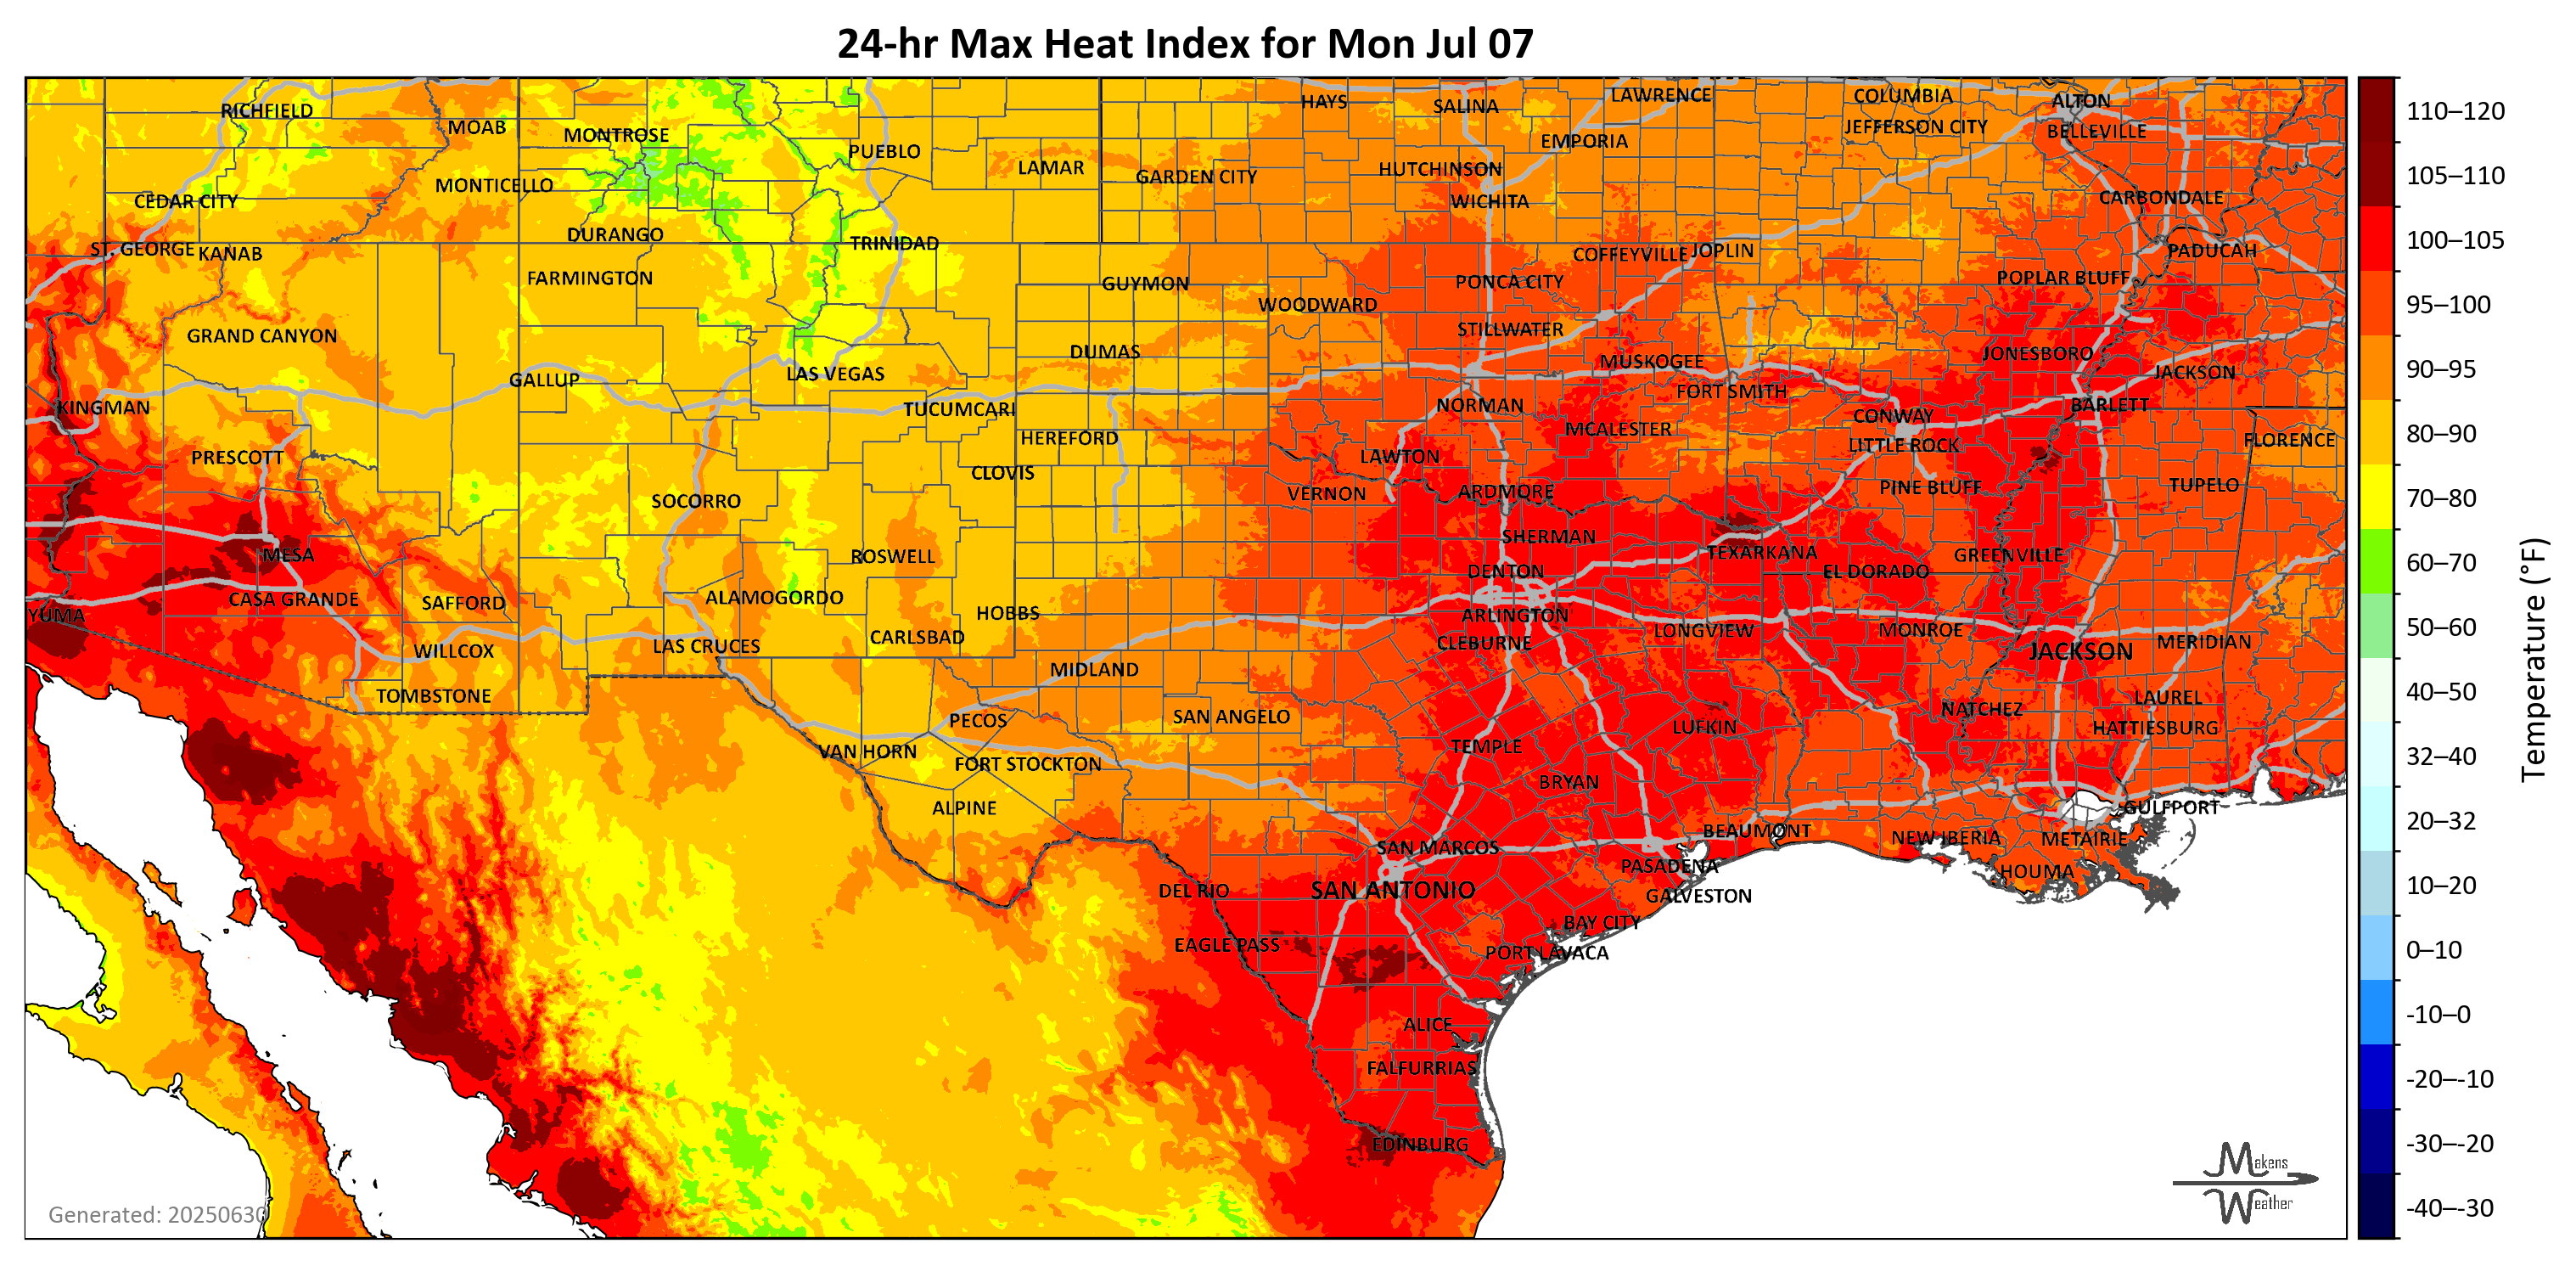 24-hr Max Heat Index for Mon Jul 07
RICHFIELD
MOAB
MONTROSE
PUEBLO
LAMAR
HAYS
SALINA
LAWRENCE
COLUMBIA
ALTON
JEFFERSON CITY
BELLEVILLE
EMPORIA
HUTCHINSON
GARDEN CITY
MONTICELLO
CEDAR CITY
WICHITA
CARBONDALE
DURANGO
TRINIDAD
ST. GEORGE
KANAB
COFFEYVILLE
JOPLIN
PADUCAH
FARMINGTON
GUYMON
PONCA CITY
POPLAR BLUFF
WOODWARD
GRAND CANYON
STILLWATER
DUMAS
MUSKOGEE
JONESBORO
GALLUP
LAS VEGAS
JACKSON
FORT SMITH
KINGMAN
TUCUMCARI
NORMAN
CONWAY
BARLETT
HEREFORD
MCALESTER
LITTLE ROCK
FLORENCE
PRESCOTT
CLOVIS
LAWTON
SOCORRO
VERNON
ARDMORE
PINE BLUFF
TUPELO
SHERMAN
MESA
ROSWELL
TEXARKANA
GREENVILLE
DENTON
EL DORADO
CASA GRANDE
SAFFORD
ALAMOGORDO
YUMA
HOBBS
ARLINGTON
LAS CRUCES
CARLSBAD
CLEBURNE
LONGVIEW
MONROE
WILLCOX
JACKSON
MERIDIAN
MIDLAND
TOMBSTONE
LAUREL
PECOS
SAN ANGELO
NATCHEZ
VAN HORN
FORT STOCKTON
TEMPLE
LUFKIN
HATTIESBURG
BRYAN
ALPINE
GULFPORT
BEAUMONT
NEW IBERIA
METAIRIE
SAN MARCOS
PASADENA
HOUMA
DEL RIO
SAN ANTONIO
GALVESTON
BAY CITY
EAGLE PASS
PORT LAVACA
ALICE
FALFURRIAS
EDINBURG
Generated: 20250630
Makens
Weather
110–120
105–110
100–105
95–100
90–95
80–90
70–80
60–70
50–60
40–50
32–40
20–32
10–20
0–10
-10–0
-20–-10
-30–-20
-40–-30
Temperature (°F)